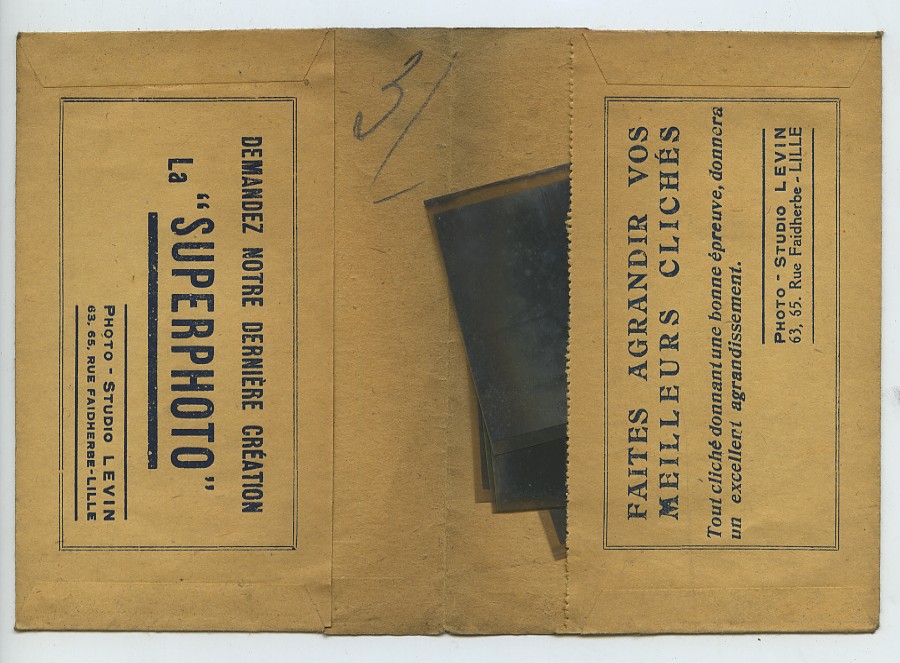 DEMANDEZ NOTRE DERNIÈRE CRÉATION
La "SUPERPHOTO"
PHOTO - STUDIO LEVIN
63, 65, RUE FAIDHERBE-LILLE
3/
FAITES AGRANDIR VOS
MEILLEURS CLICHÉS
Tout cliché donnant une bonne épreuve, donnera
un excellent agrandissement.
PHOTO - STUDIO LEVIN
63, 65. Rue Faidherbe - LILLE